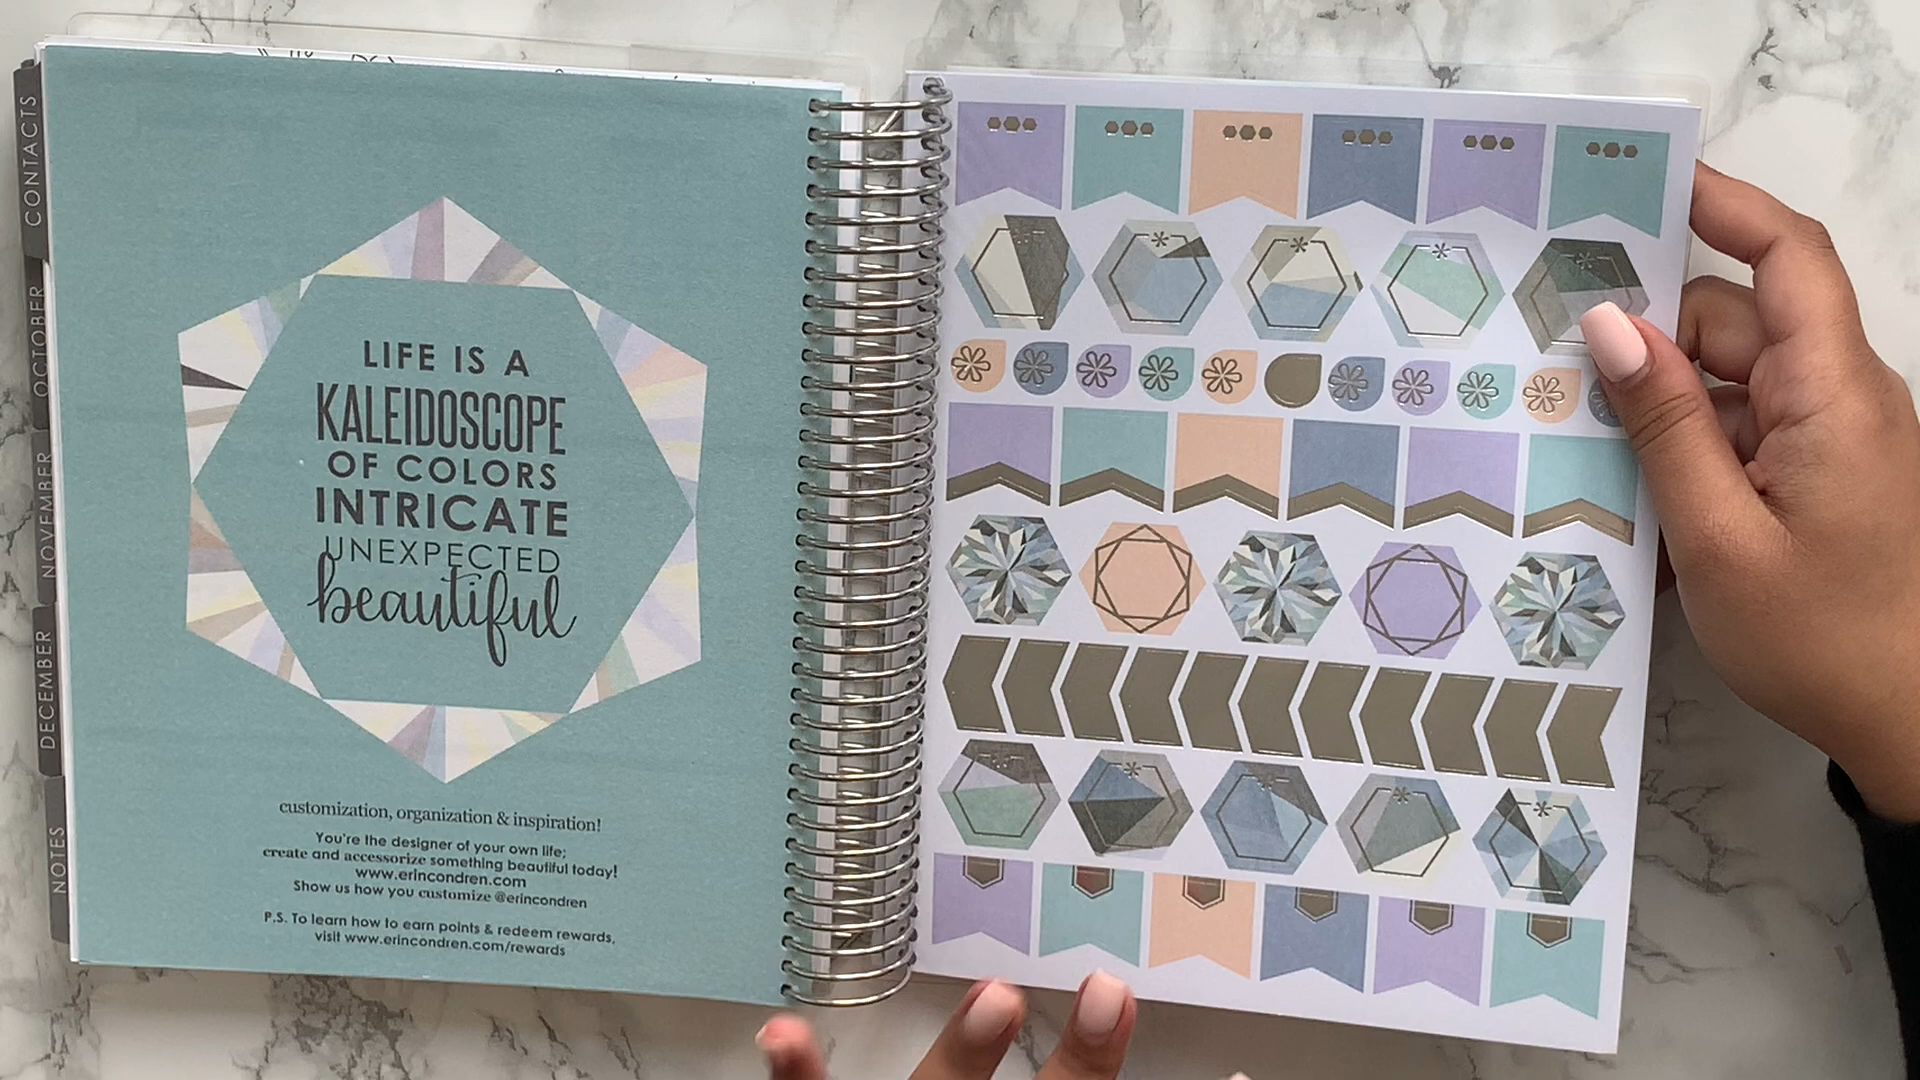 CONTACTS
OCTOBER
NOVEMBER
DECEMBER
NOTES
LIFE IS A
KALEIDOSCOPE
OF COLORS
INTRICATE
UNEXPECTED
beautiful
customization, organization & inspiration!
You're the designer of your own life;
create and accessorize something beautiful today!
www.erincondren.com
Show us how you customize @erincondren
P.S. To learn how to earn points & redeem rewards,
visit www.erincondren.com/rewards